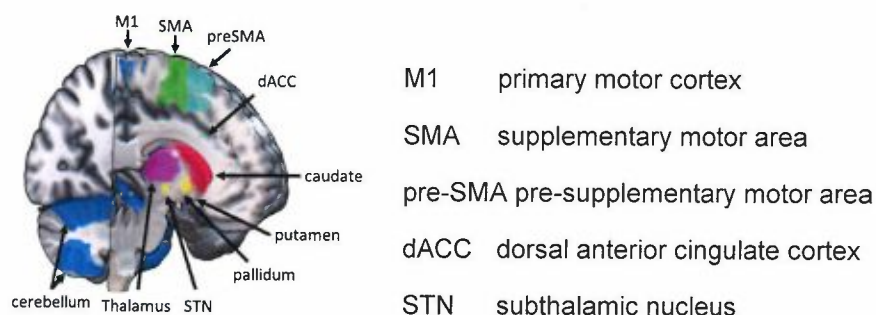 M1
SMA
preSMA
dACC
caudate
putamen
pallidum
cerebellum Thalamus STN
M1 primary motor cortex
SMA supplementary motor area
pre-SMA pre-supplementary motor area
dACC dorsal anterior cingulate cortex
STN subthalamic nucleus